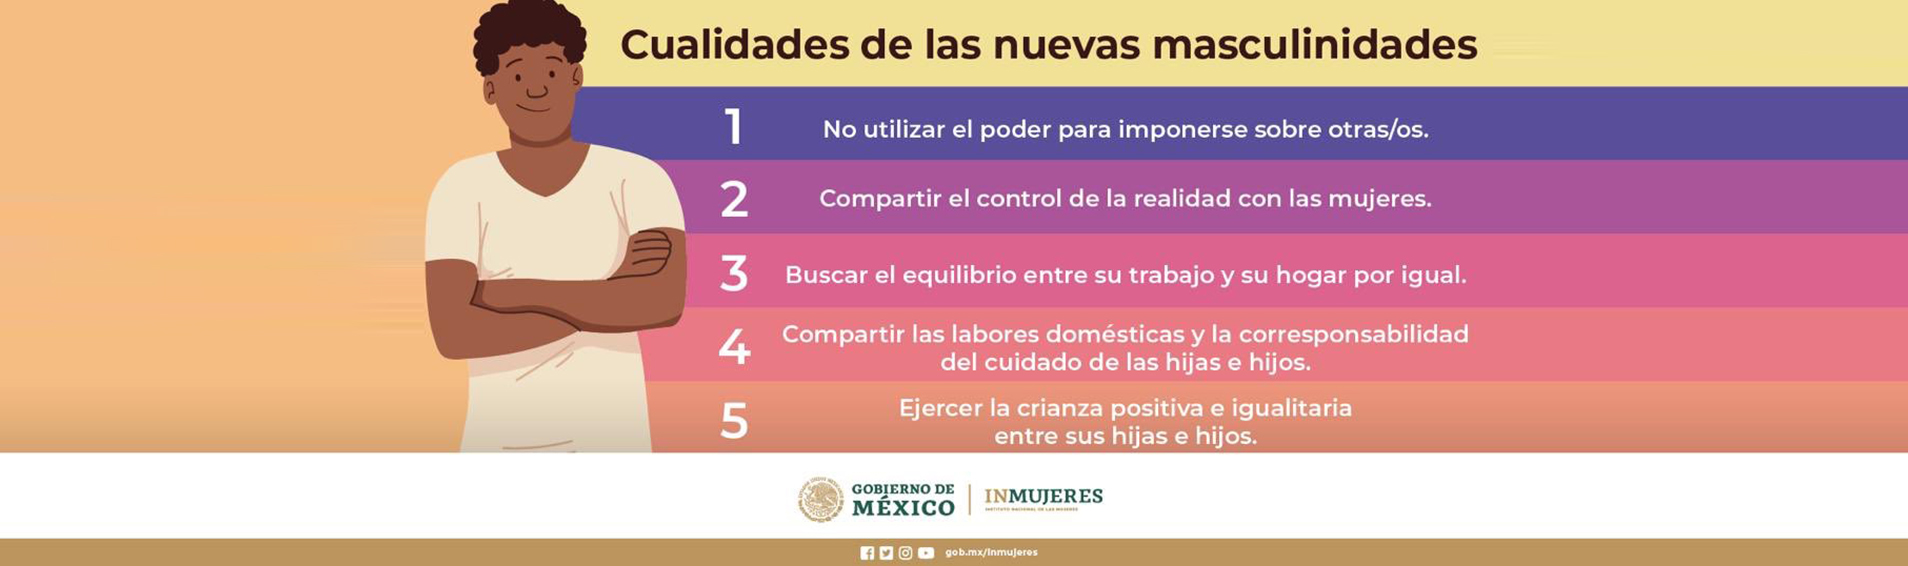 Cualidades de las nuevas masculinidades
1 No utilizar el poder para imponerse sobre otras/os.
2 Compartir el control de la realidad con las mujeres.
3 Buscar el equilibrio entre su trabajo y su hogar por igual.
4 Compartir las labores domésticas y la corresponsabilidad
del cuidado de las hijas e hijos.
5 Ejercer la crianza positiva e igualitaria
entre sus hijas e hijos.
GOBIERNO DE
MÉXICO
INMUJERES
INSTITUTO NACIONAL DE LAS MUJERES
gob.mx/inmujeres